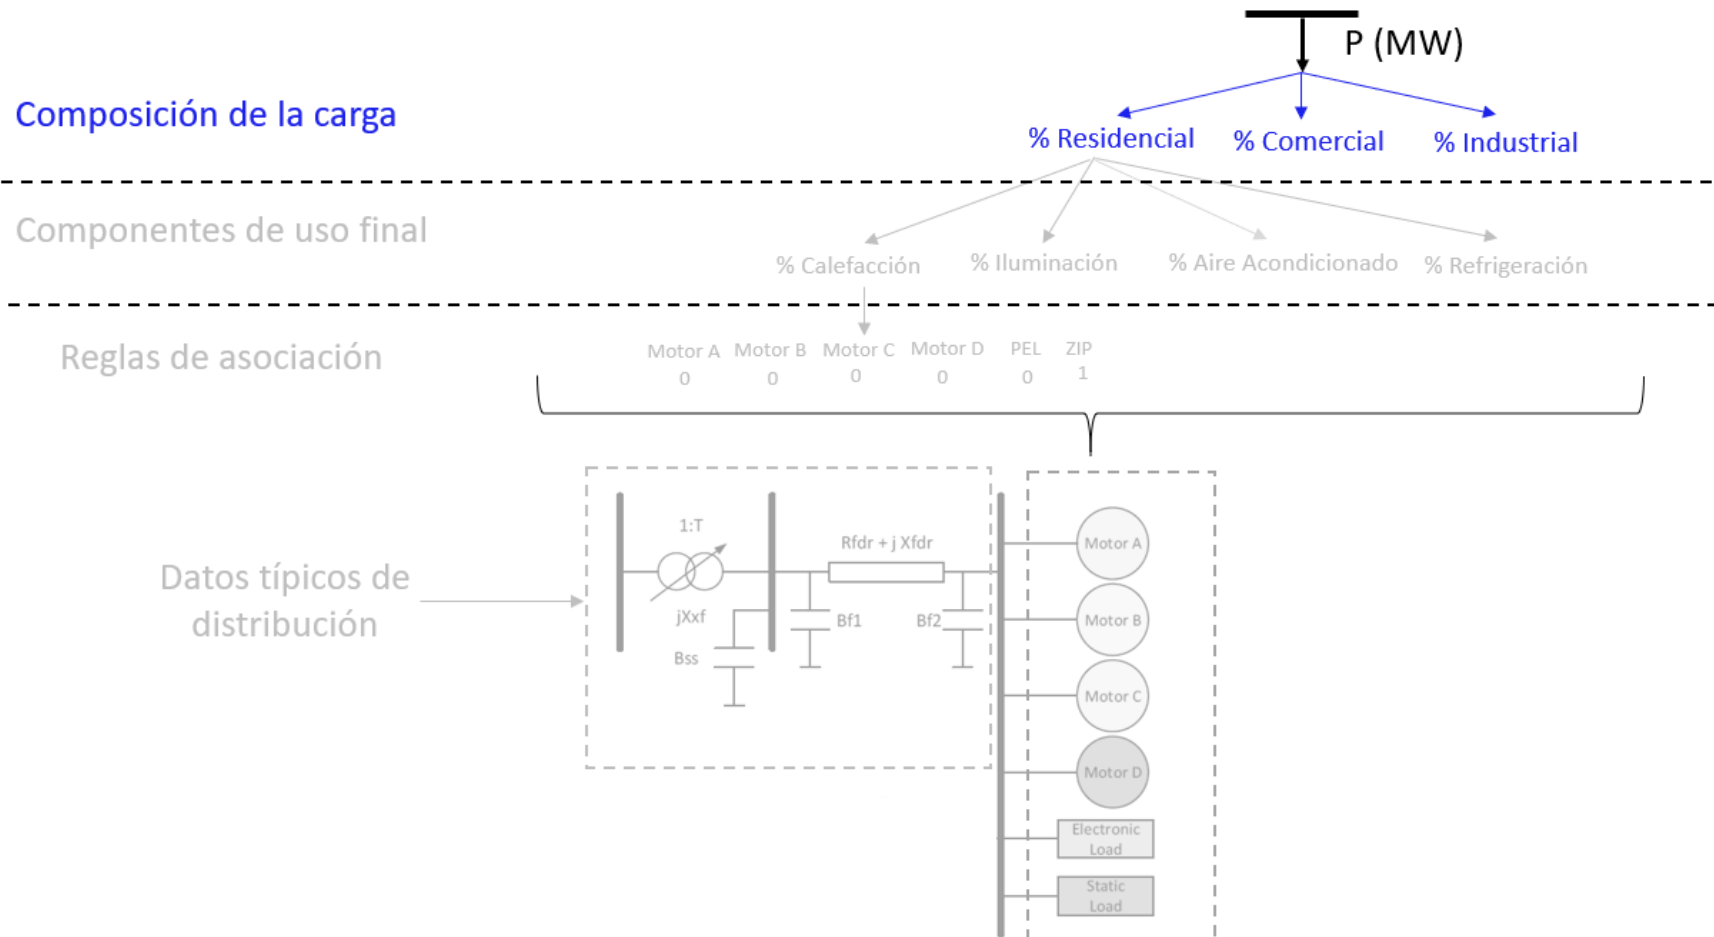 P (MW)
Composición de la carga
% Residencial
% Comercial
% Industrial
Componentes de uso final
% Calefacción
% Iluminación
% Aire Acondicionado
% Refrigeración
Reglas de asociación
Motor A
Motor B
Motor C
Motor D
PEL
ZIP
0
0
0
0
0
1
1:T
Rfdr + j Xfdr
jXxf
Bss
Bf1
Bf2
Datos típicos de
distribución
Motor A
Motor B
Motor C
Motor D
Electronic
Load
Static
Load